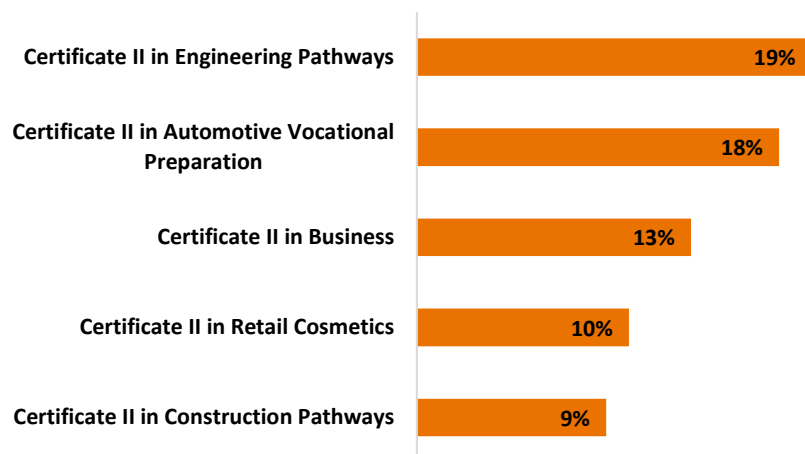 Certificate II in Engineering Pathways
19%
Certificate II in Automotive Vocational
Preparation
18%
Certificate II in Business
13%
Certificate II in Retail Cosmetics
10%
Certificate II in Construction Pathways
9%